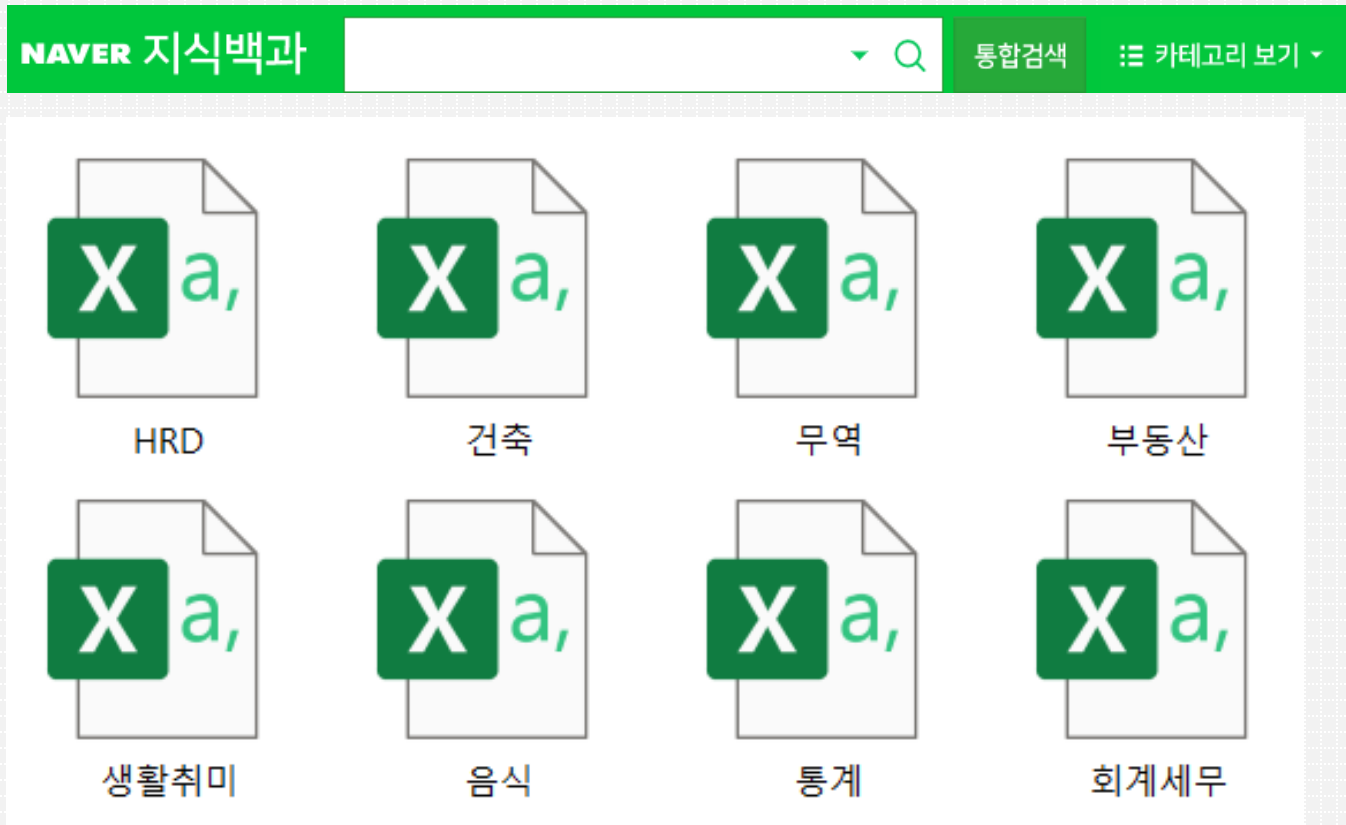 NAVER 지식백과 통합검색 카테고리 보기
X a, X a, X a, X a,
HRD 건축 무역 부동산
X a, X a, X a, X a,
생활취미 음식 통계 회계세무